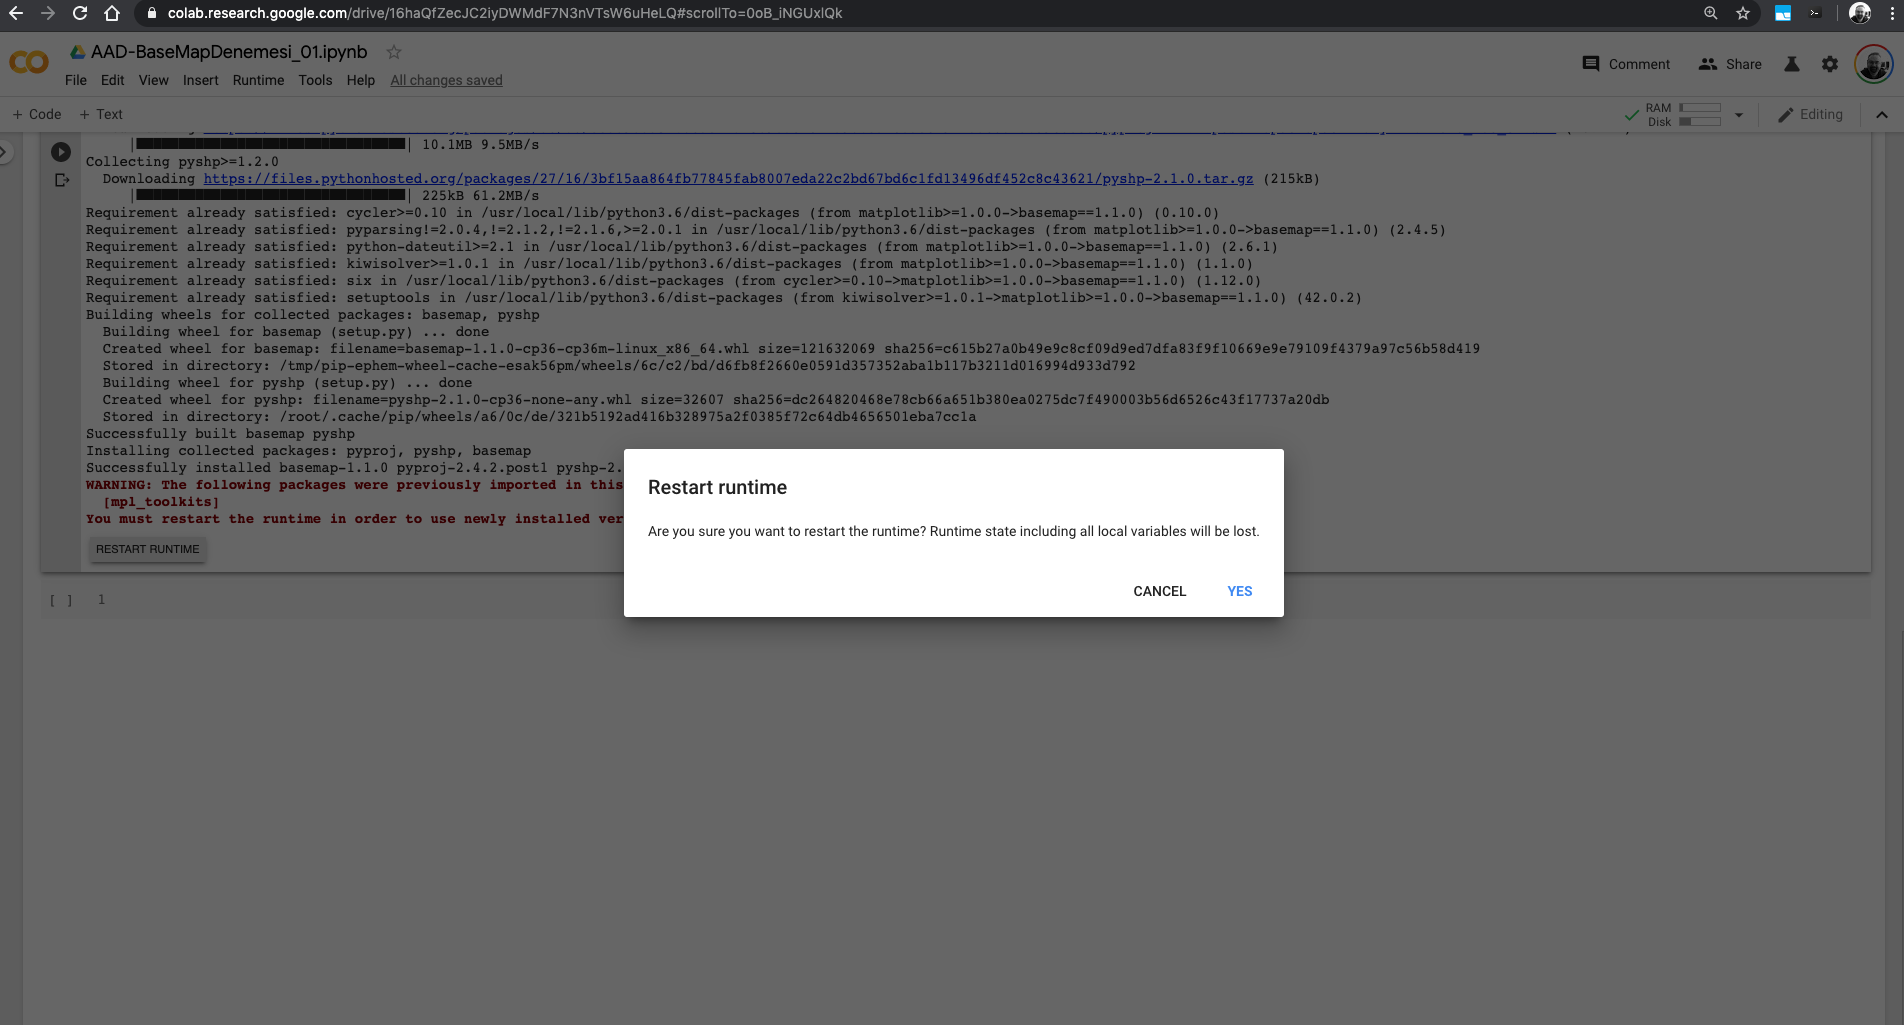 colab.research.google.com/drive/16haQfZecJC2iyDWMdF7N3nVTsW6uHeLQ#scrollTo=0oB_iNGUxlQk
AAD-BaseMapDenemesi_01.ipynb
File Edit View Insert Runtime Tools Help All changes saved
Comment Share
+ Code + Text
RAM
Disk
Editing
10.1MB 9.5MB/s
Collecting pyshp>=1.2.0
Downloading https://files.pythonhosted.org/packages/27/16/3bf15aa864fb77845fab8007eda22c2bd67bd6c1fd13496df452c8c43621/pyshp-2.1.0.tar.gz (215kB)
225kB 61.2MB/s
Requirement already satisfied: cycler>=0.10 in /usr/local/lib/python3.6/dist-packages (from matplotlib>=1.0.0->basemap==1.1.0) (0.10.0)
Requirement already satisfied: pyparsing!=2.0.4,!=2.1.2,!=2.1.6,>=2.0.1 in /usr/local/lib/python3.6/dist-packages (from matplotlib>=1.0.0->basemap==1.1.0) (2.4.5)
Requirement already satisfied: python-dateutil>=2.1 in /usr/local/lib/python3.6/dist-packages (from matplotlib>=1.0.0->basemap==1.1.0) (2.6.1)
Requirement already satisfied: kiwisolver>=1.0.1 in /usr/local/lib/python3.6/dist-packages (from matplotlib>=1.0.0->basemap==1.1.0) (1.1.0)
Requirement already satisfied: six in /usr/local/lib/python3.6/dist-packages (from cycler>=0.10->matplotlib>=1.0.0->basemap==1.1.0) (1.12.0)
Requirement already satisfied: setuptools in /usr/local/lib/python3.6/dist-packages (from kiwisolver>=1.0.1->matplotlib>=1.0.0->basemap==1.1.0) (42.0.2)
Building wheels for collected packages: basemap, pyshp
Building wheel for basemap (setup.py) ... done
Created wheel for basemap: filename=basemap-1.1.0-cp36-cp36m-linux_x86_64.whl size=121632069 sha256=c615b27a0b49e9c8cf09d9ed7dfa83f9f10669e9e79109f4379a97c56b58d419
Stored in directory: /tmp/pip-ephem-wheel-cache-esak56pm/wheels/6c/c2/bd/d6fb8f2660e0591d357352aba1b117b3211d016994d933d792
Building wheel for pyshp (setup.py) ... done
Created wheel for pyshp: filename=pyshp-2.1.0-cp36-none-any.whl size=32607 sha256=dc264820468e78cb66a651b380ea0275dc7f490003b56d6526c43f17737a20db
Stored in directory: /root/.cache/pip/wheels/a6/0c/de/321b5192ad416b328975a2f0385f72c64db4656501eba7cc1a
Successfully built basemap pyshp
Installing collected packages: pyproj, pyshp, basemap
Successfully installed basemap-1.1.0 pyproj-2.4.2.post1 pyshp-2.
WARNING: The following packages were previously imported in this
[mpl_toolkits]
You must restart the runtime in order to use newly installed ver
RESTART RUNTIME
Restart runtime
Are you sure you want to restart the runtime? Runtime state including all local variables will be lost.
CANCEL YES
[ ] 1